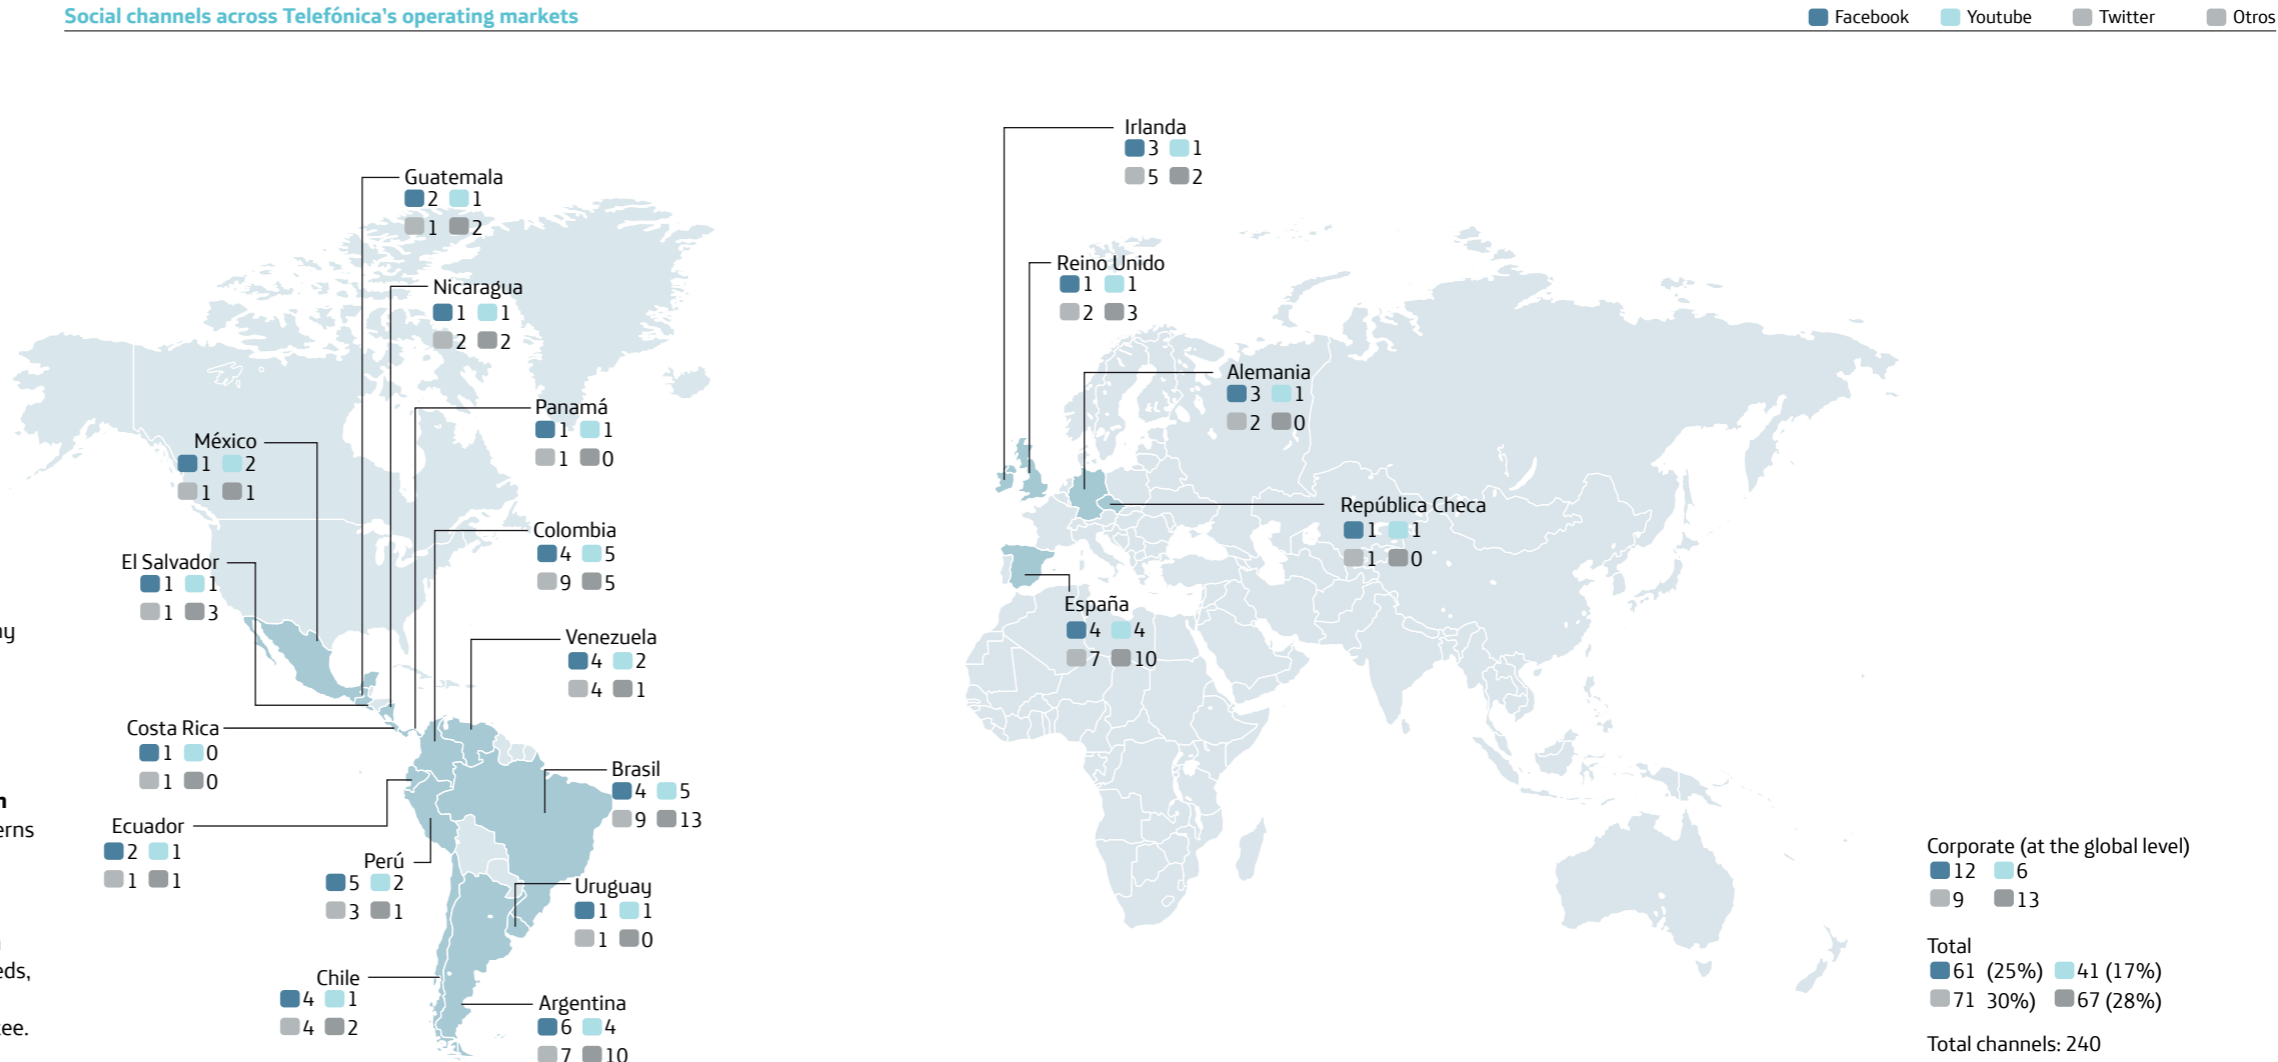 Social channels across Telefónica's operating markets
Facebook Youtube Twitter Otros
Irlanda
3 1
5 2
Guatemala
2 1
1 2
Reino Unido
1 1
2 3
Nicaragua
1 1
2 2
Alemania
3 1
2 0
Panamá
1 1
1 0
México
1 2
1 1
República Checa
1 1
1 0
Colombia
4 5
9 5
El Salvador
1 1
1 3
España
4 4
7 10
Venezuela
4 2
4 1
Costa Rica
1 0
1 0
Brasil
4 5
9 13
Ecuador
2 1
1 1
Perú
5 2
3 1
Uruguay
1 1
1 0
Chile
4 1
4 2
Argentina
6 4
7 10
Corporate (at the global level)
12 6
9 13
Total
61 (25%) 41 (17%)
71 30%) 67 (28%)
Total channels: 240